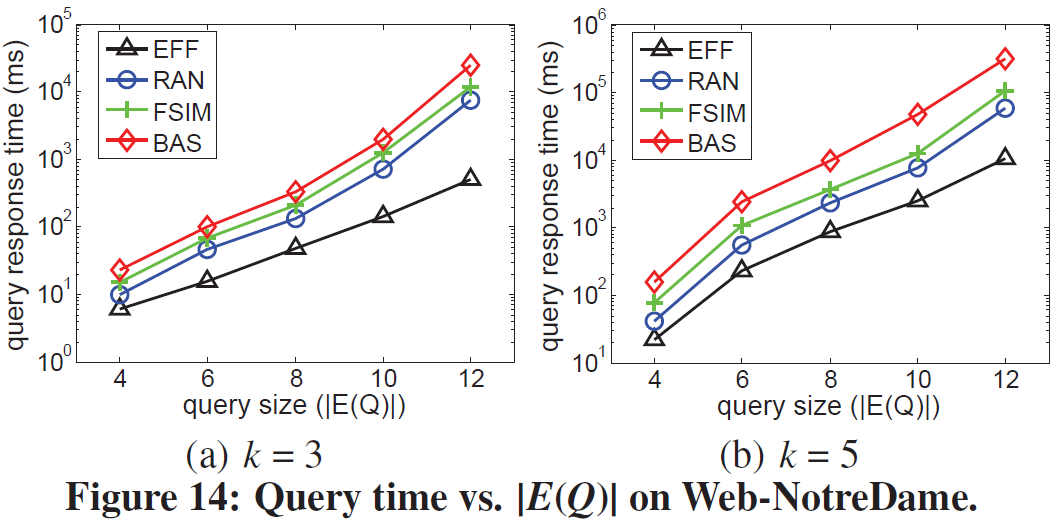 query response time (ms)
10^5
10^4
10^3
10^2
10^1
10^0
EFF
RAN
FSIM
BAS
4 6 8 10 12
query size (|E(Q)|)
(a) k = 3
query response time (ms)
10^6
10^5
10^4
10^3
10^2
10^1
EFF
RAN
FSIM
BAS
4 6 8 10 12
query size (|E(Q)|)
(b) k = 5
Figure 14: Query time vs. |E(Q)| on Web-NotreDame.